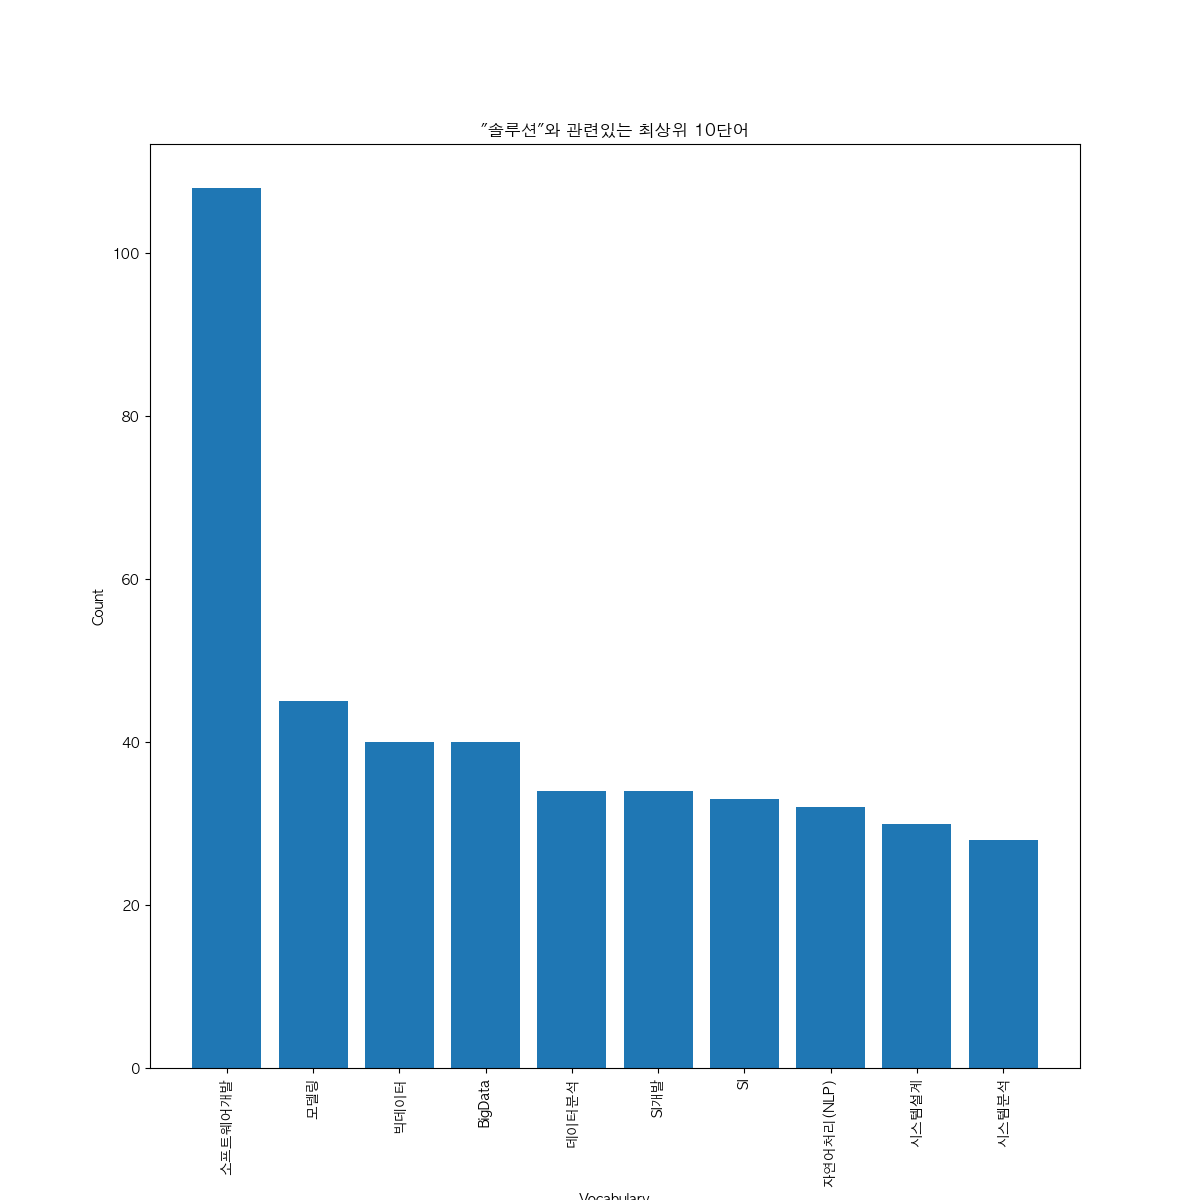 "솔루션"와 관련있는 최상위 10단어
100
80
60
40
20
0
Count
소프트웨어개발
모델링
빅데이터
BigData
데이터분석
SI개발
SI
자연어처리(NLP)
시스템설계
시스템분석
Vocabulary